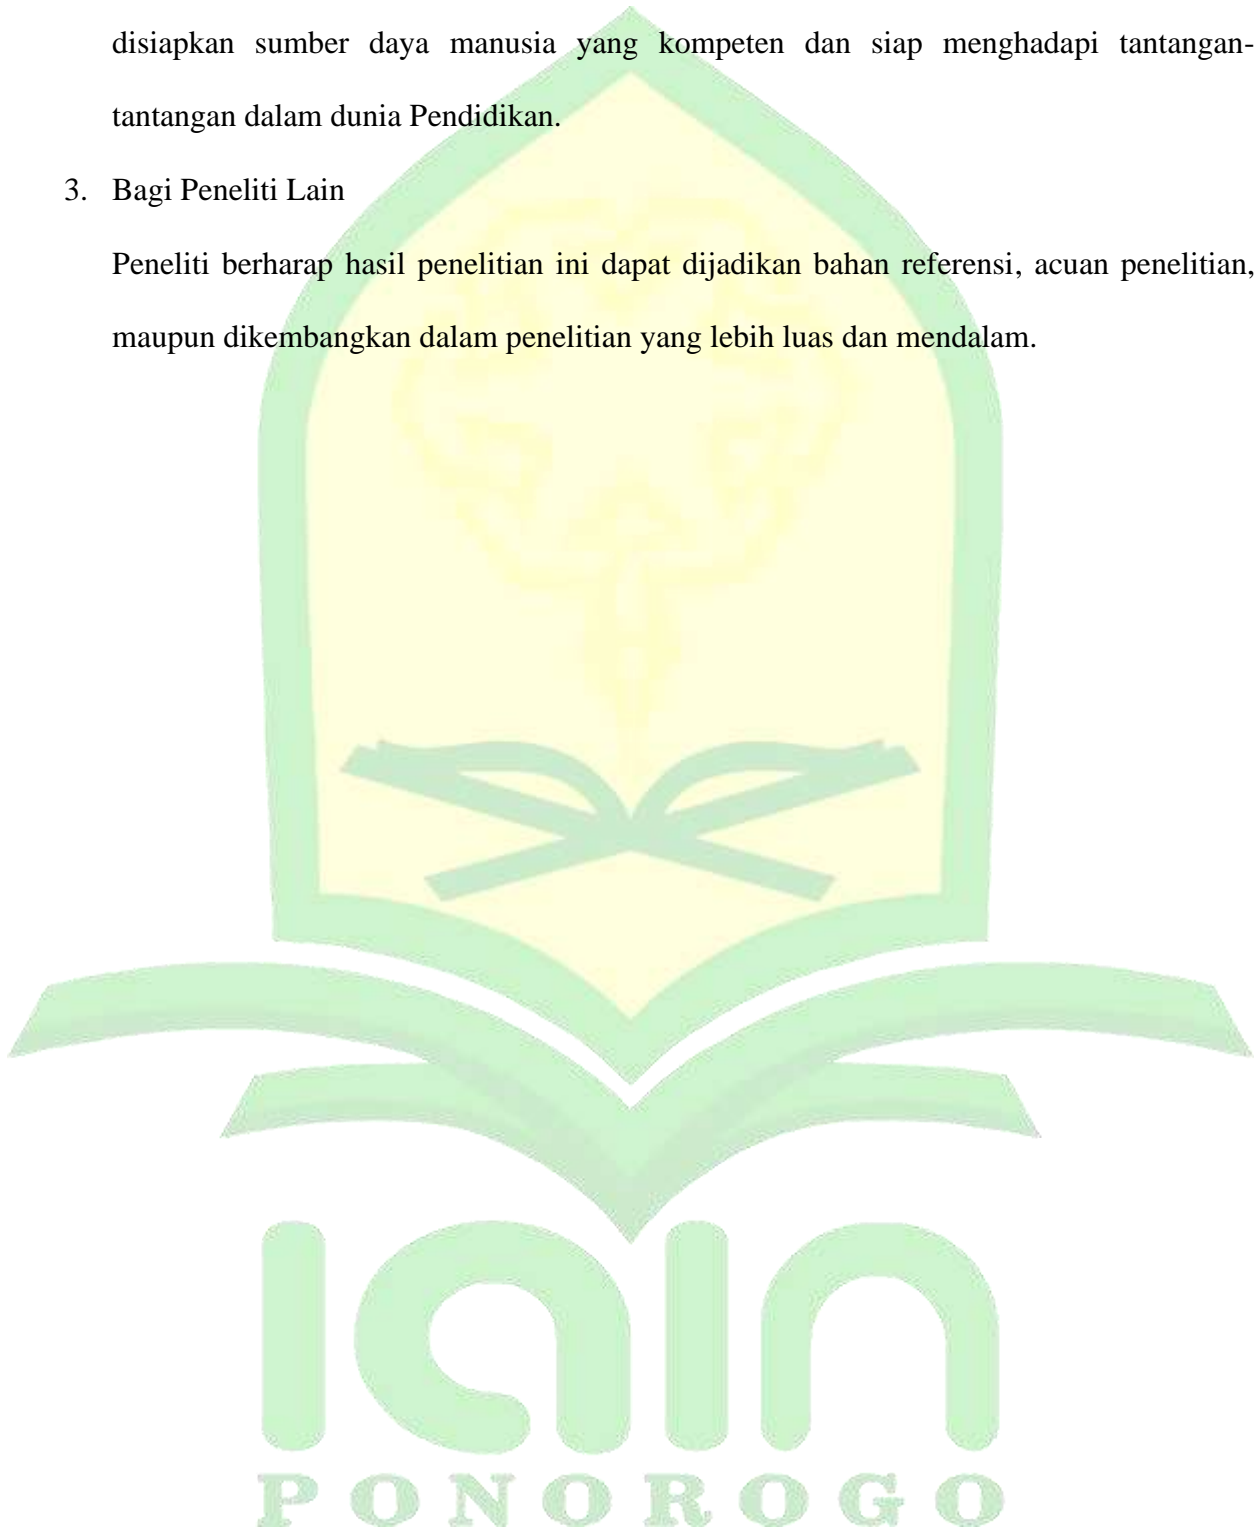 disiapkan sumber daya manusia yang kompeten dan siap menghadapi tantangan-
tantangan dalam dunia Pendidikan.
3. Bagi Peneliti Lain
Peneliti berharap hasil penelitian ini dapat dijadikan bahan referensi, acuan penelitian,
maupun dikembangkan dalam penelitian yang lebih luas dan mendalam.
IAIN
PONOROGO